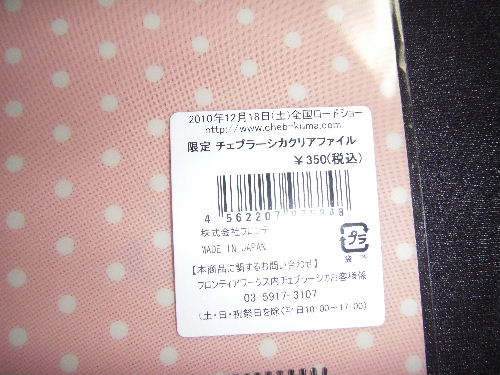 2010年12月18日(土)全国ロードショー
http://www.cheb-kuma.com
限定 チェブラーシカクリアファイル
￥350(税込)
4 562207
株式会社フロンテ
MADE IN JAPAN
プラ
袋
【本商品に関するお問い合わせ】
フロンティアワークス内チェブラーシカお客様係
03-5917-3107
(土・日・祝祭日を除く平日10:00～17:00)